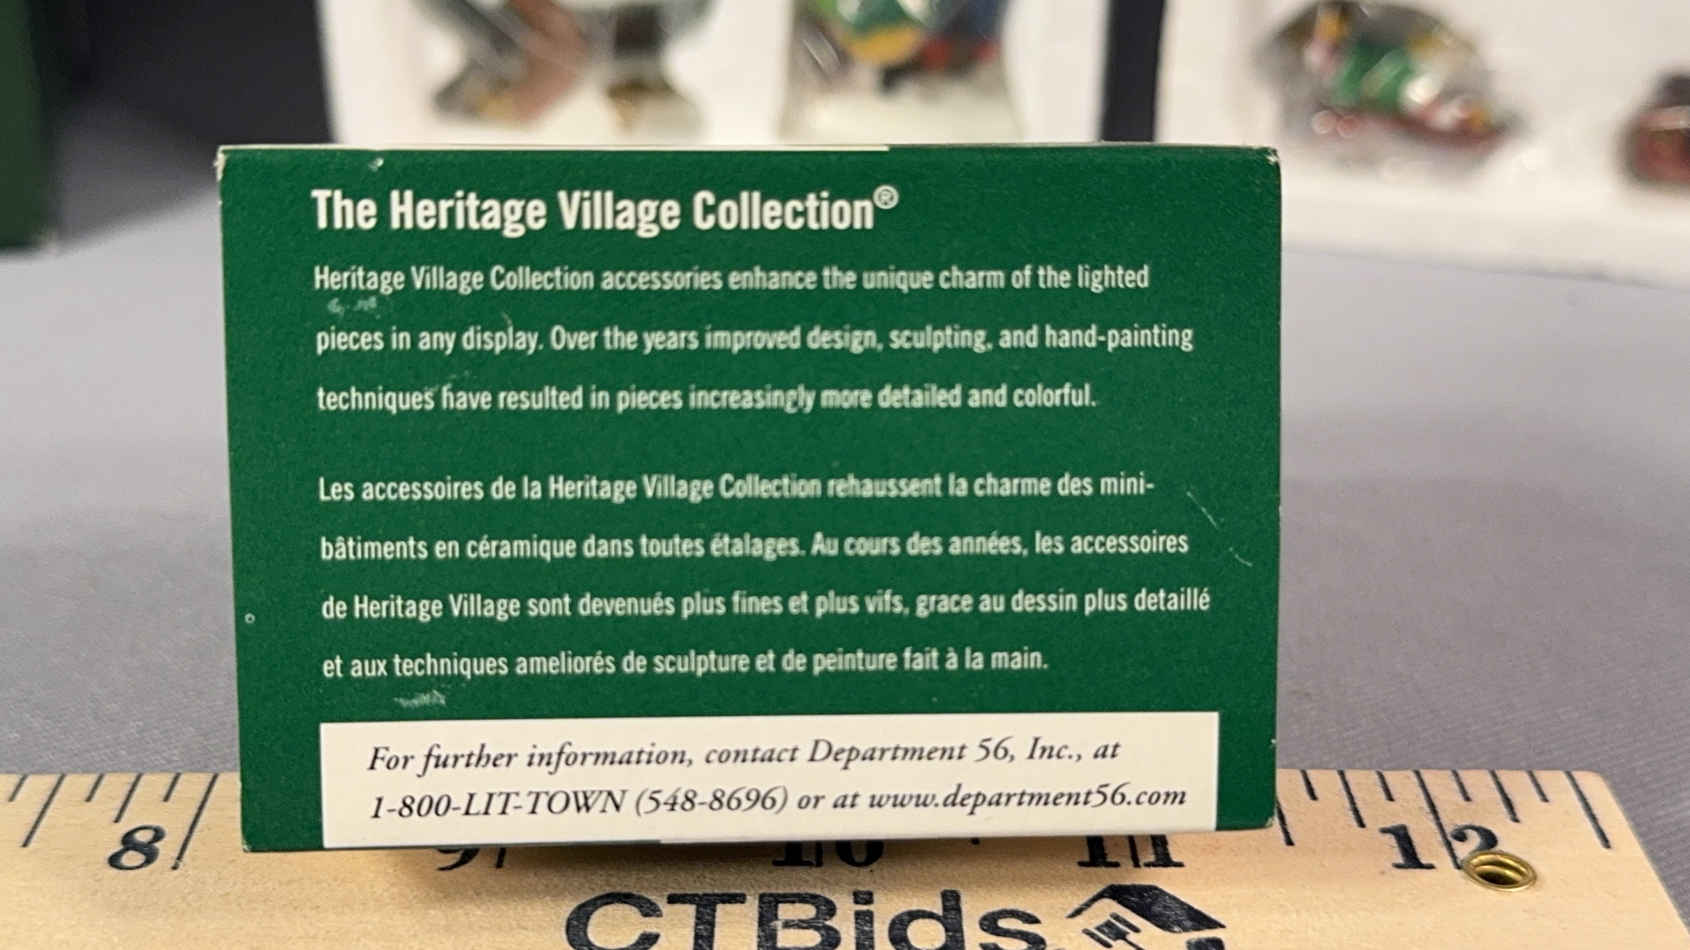 The Heritage Village Collection®
Heritage Village Collection accessories enhance the unique charm of the lighted
pieces in any display. Over the years improved design, sculpting, and hand-painting
techniques have resulted in pieces increasingly more detailed and colorful.
Les accessoires de la Heritage Village Collection rehaussent la charme des mini-
bâtiments en céramique dans toutes étalages. Au cours des années, les accessoires
de Heritage Village sont devenués plus fines et plus vifs, grace au dessin plus detaillé
et aux techniques ameliorés de sculpture et de peinture fait à la main.
For further information, contact Department 56, Inc., at
1-800-LIT-TOWN (548-8696) or at www.department56.com
8 9 10 11 12
CTBids